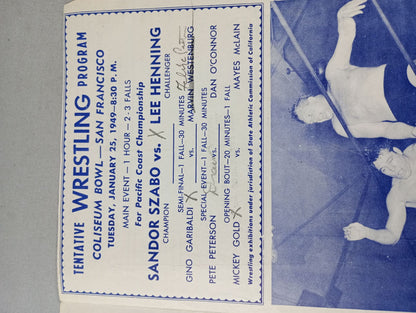 TENTATIVE WRESTLING PROGRAM
COLISEUM BOWL—SAN FRANCISCO
TUESDAY, JANUARY 25, 1949-8:30 P.M.
MAIN EVENT—1 HOUR—2-3 FALLS
For Pacific Coast Championship
SANDOR SZABO vs. X LEE HENNING
CHAMPION CHALLENGER
SEMI-FINAL—1 FALL—30 MINUTES
GINO GARIBALDI X vs. MARVIN WESTENBURG
SPECIAL EVENT—1 FALL—30 MINUTES
PETE PETERSON Draw vs. DAN O'CONNOR
OPENING BOUT—20 MINUTES—1 FALL
MICKEY GOLD X vs. MAYES McLAIN
Wrestling exhibitions under jurisdiction of State Athletic Commission of California